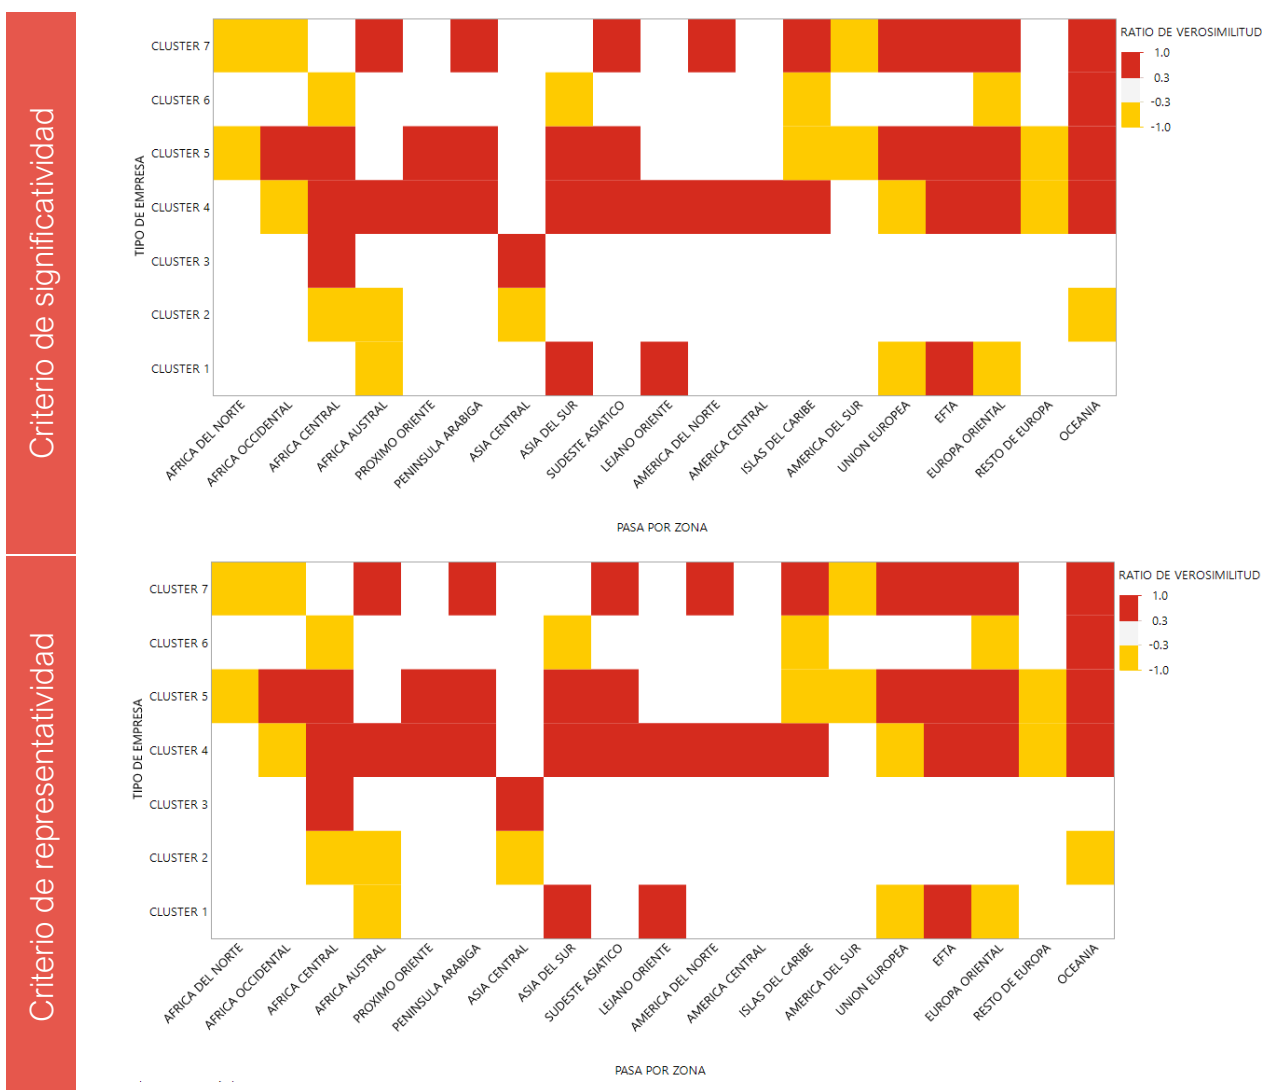 Criterio de significatividad
RATIO DE VEROSIMILITUD
1.0
0.3
-0.3
-1.0
TIPO DE EMPRESA
CLUSTER 7
CLUSTER 6
CLUSTER 5
CLUSTER 4
CLUSTER 3
CLUSTER 2
CLUSTER 1
AFRICA DEL NORTE
AFRICA OCCIDENTAL
AFRICA CENTRAL
AFRICA AUSTRAL
PROXIMO ORIENTE
PENINSULA ARABIGA
ASIA CENTRAL
ASIA DEL SUR
SUDESTE ASIATICO
LEJANO ORIENTE
AMERICA DEL NORTE
AMERICA CENTRAL
ISLAS DEL CARIBE
AMERICA DEL SUR
UNION EUROPEA
EFTA
EUROPA ORIENTAL
RESTO DE EUROPA
OCEANIA
PASA POR ZONA
Criterio de representatividad
RATIO DE VEROSIMILITUD
1.0
0.3
-0.3
-1.0
TIPO DE EMPRESA
CLUSTER 7
CLUSTER 6
CLUSTER 5
CLUSTER 4
CLUSTER 3
CLUSTER 2
CLUSTER 1
AFRICA DEL NORTE
AFRICA OCCIDENTAL
AFRICA CENTRAL
AFRICA AUSTRAL
PROXIMO ORIENTE
PENINSULA ARABIGA
ASIA CENTRAL
ASIA DEL SUR
SUDESTE ASIATICO
LEJANO ORIENTE
AMERICA DEL NORTE
AMERICA CENTRAL
ISLAS DEL CARIBE
AMERICA DEL SUR
UNION EUROPEA
EFTA
EUROPA ORIENTAL
RESTO DE EUROPA
OCEANIA
PASA POR ZONA